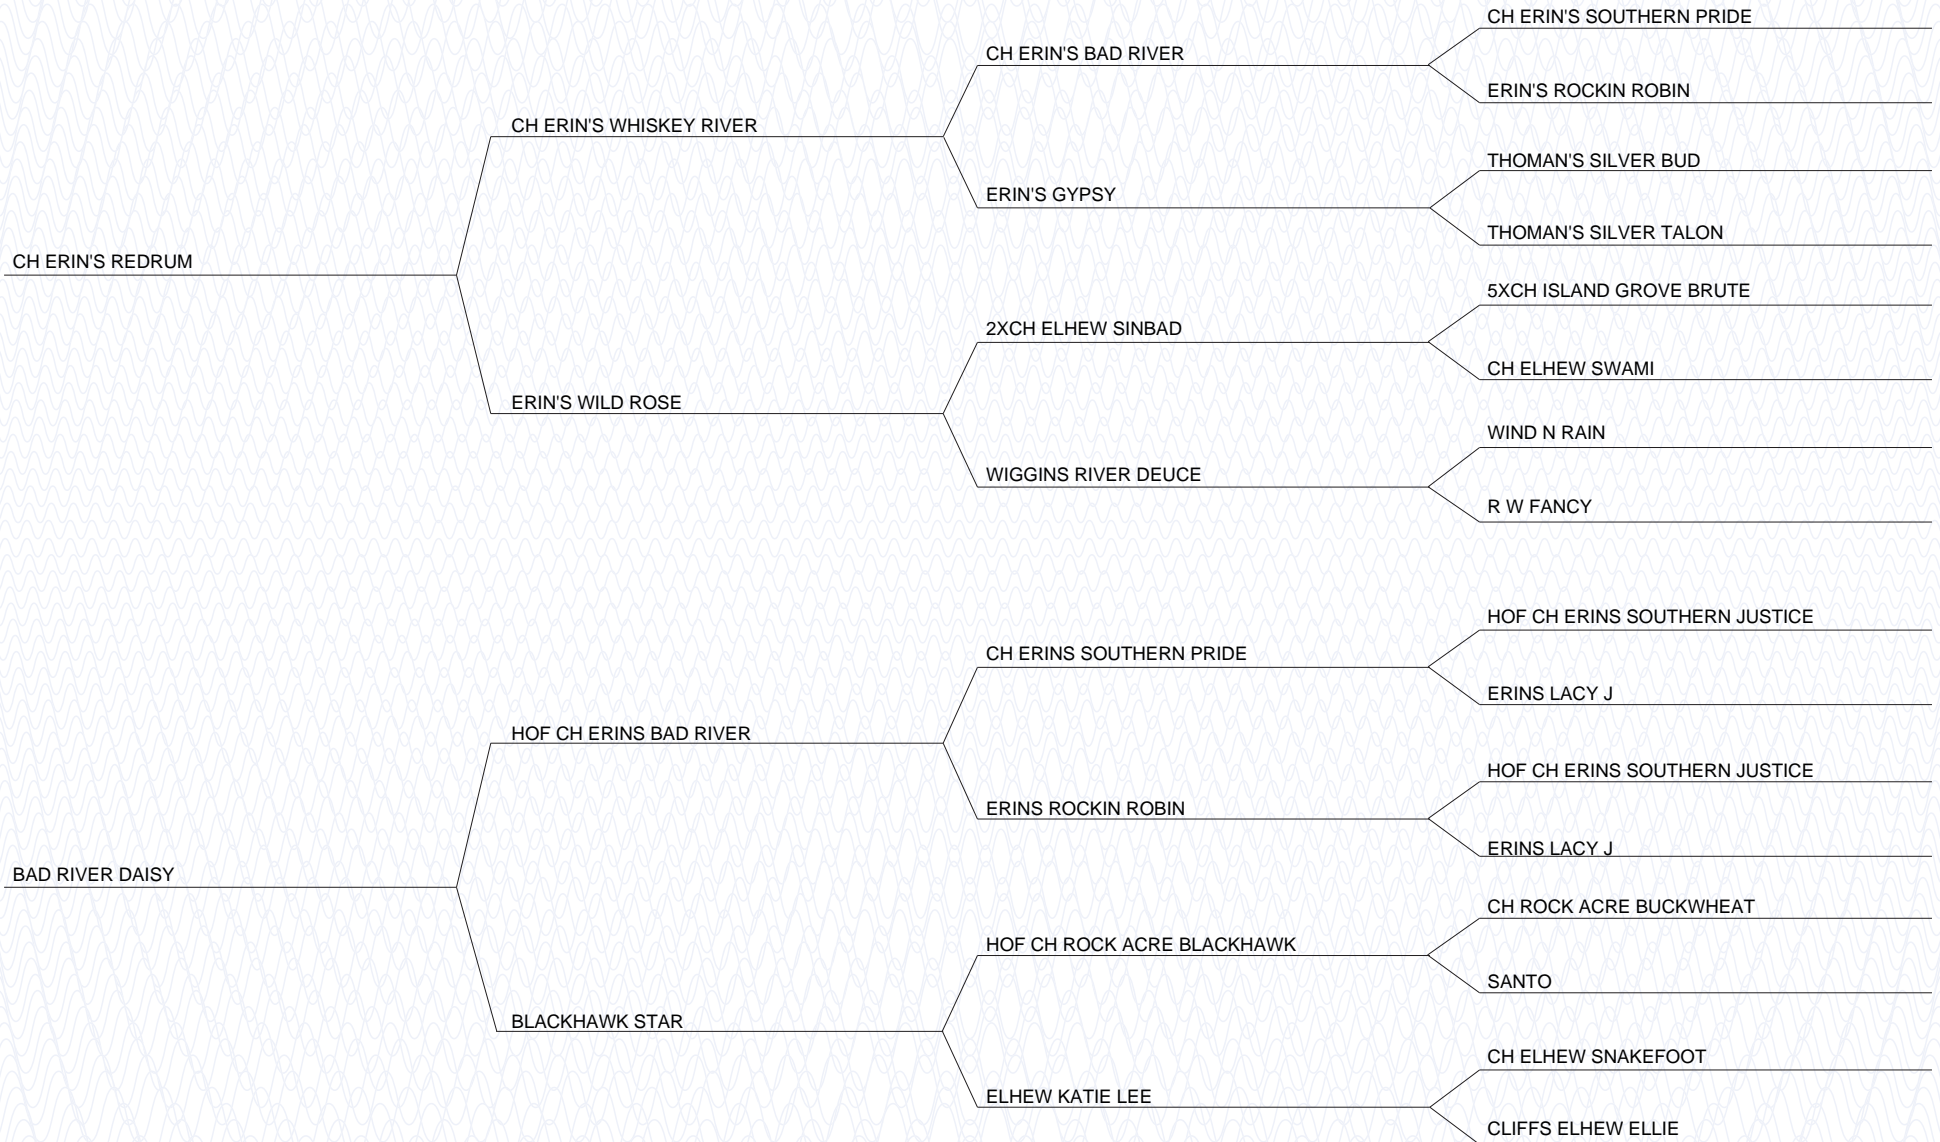 CH ERIN'S SOUTHERN PRIDE
CH ERIN'S BAD RIVER
ERIN'S ROCKIN ROBIN
CH ERIN'S WHISKEY RIVER
THOMAN'S SILVER BUD
ERIN'S GYPSY
THOMAN'S SILVER TALON
CH ERIN'S REDRUM
5XCH ISLAND GROVE BRUTE
2XCH ELHEW SINBAD
CH ELHEW SWAMI
ERIN'S WILD ROSE
WIND N RAIN
WIGGINS RIVER DEUCE
R W FANCY
HOF CH ERINS SOUTHERN JUSTICE
CH ERINS SOUTHERN PRIDE
ERINS LACY J
HOF CH ERINS BAD RIVER
HOF CH ERINS SOUTHERN JUSTICE
ERINS ROCKIN ROBIN
ERINS LACY J
BAD RIVER DAISY
CH ROCK ACRE BUCKWHEAT
HOF CH ROCK ACRE BLACKHAWK
SANTO
BLACKHAWK STAR
CH ELHEW SNAKEFOOT
ELHEW KATIE LEE
CLIFFS ELHEW ELLIE